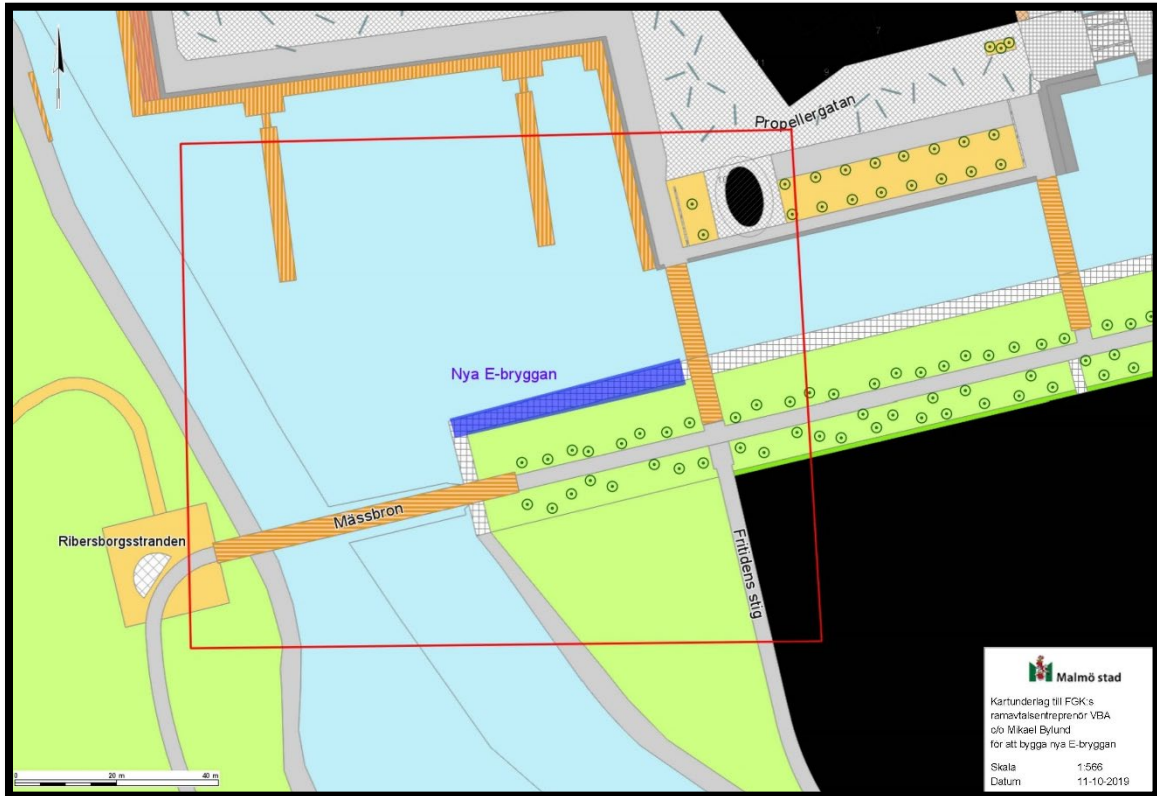 Propellergatan
Nya E-bryggan
Mässbron
Ribersborgsstranden
Fritidens stig
0 20 m 40 m
Malmö stad
Kartunderlag till FGK:s
ramavtalsentreprenör VBA
c/o Mikael Bylund
för att bygga nya E-bryggan
Skala 1:566
Datum 11-10-2019